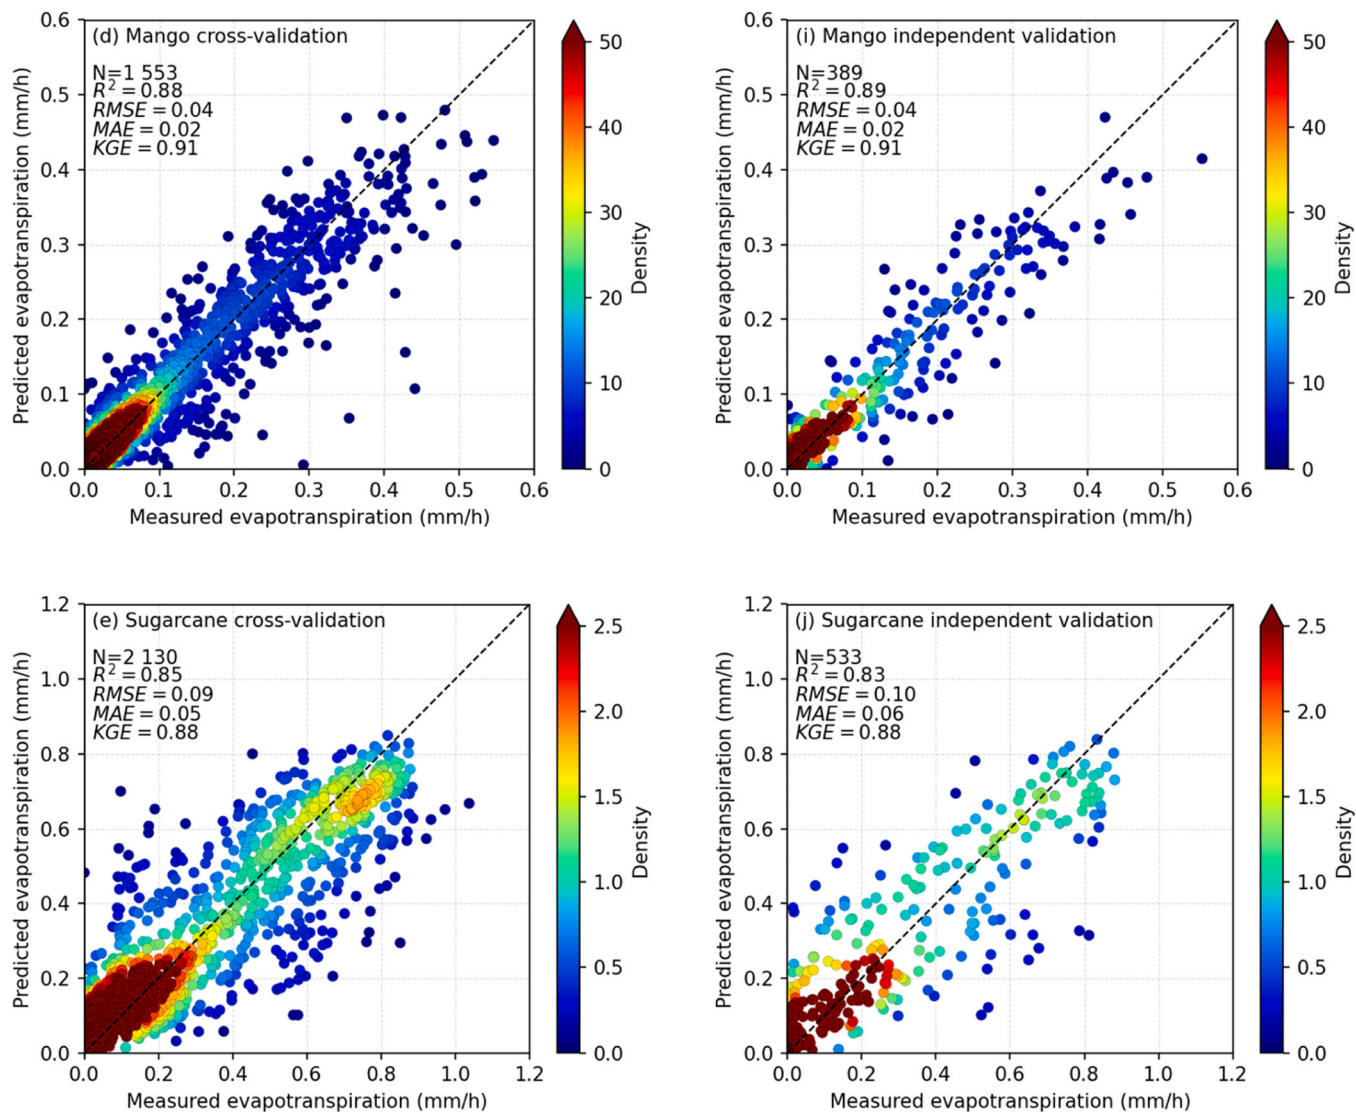 (d) Mango cross-validation
N=1 553
R² = 0.88
RMSE = 0.04
MAE = 0.02
KGE = 0.91
Predicted evapotranspiration (mm/h)
0.6
0.5
0.4
0.3
0.2
0.1
0.0
0.0 0.1 0.2 0.3 0.4 0.5 0.6
Measured evapotranspiration (mm/h)
50
40
30
20
10
0
Density
(i) Mango independent validation
N=389
R² = 0.89
RMSE = 0.04
MAE = 0.02
KGE = 0.91
Predicted evapotranspiration (mm/h)
0.6
0.5
0.4
0.3
0.2
0.1
0.0
0.0 0.1 0.2 0.3 0.4 0.5 0.6
Measured evapotranspiration (mm/h)
50
40
30
20
10
0
Density
(e) Sugarcane cross-validation
N=2 130
R² = 0.85
RMSE = 0.09
MAE = 0.05
KGE = 0.88
Predicted evapotranspiration (mm/h)
1.2
1.0
0.8
0.6
0.4
0.2
0.0
0.0 0.2 0.4 0.6 0.8 1.0 1.2
Measured evapotranspiration (mm/h)
2.5
2.0
1.5
1.0
0.5
0.0
Density
(j) Sugarcane independent validation
N=533
R² = 0.83
RMSE = 0.10
MAE = 0.06
KGE = 0.88
Predicted evapotranspiration (mm/h)
1.2
1.0
0.8
0.6
0.4
0.2
0.0
0.0 0.2 0.4 0.6 0.8 1.0 1.2
Measured evapotranspiration (mm/h)
2.5
2.0
1.5
1.0
0.5
0.0
Density